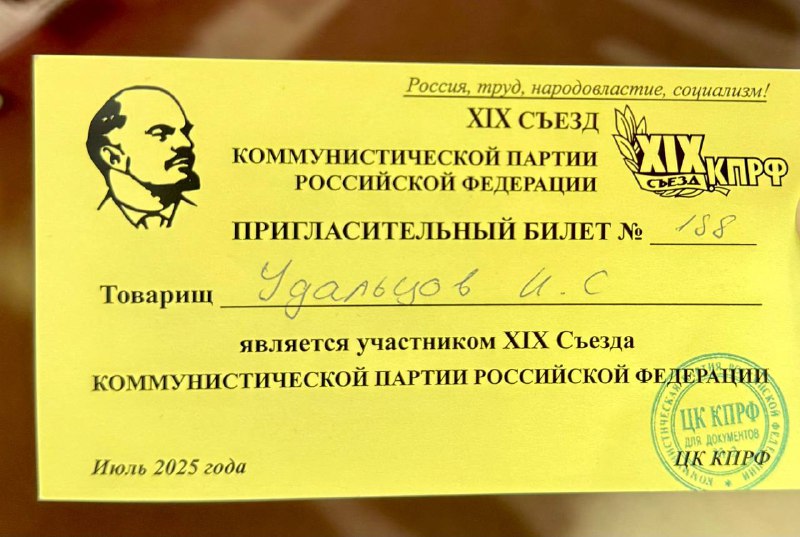 Россия, труд, народовластие, социализм!
XIX СЪЕЗД
КОММУНИСТИЧЕСКОЙ ПАРТИИ
РОССИЙСКОЙ ФЕДЕРАЦИИ
XIX
СЪЕЗД
КПРФ
ПРИГЛАСИТЕЛЬНЫЙ БИЛЕТ № 188
Товарищ Удальцов И. С
является участником XIX Съезда
КОММУНИСТИЧЕСКОЙ ПАРТИИ РОССИЙСКОЙ ФЕДЕРАЦИИ
ЦК КПРФ
ДЛЯ ДОКУМЕНТОВ
Июль 2025 года
ЦК КПРФ